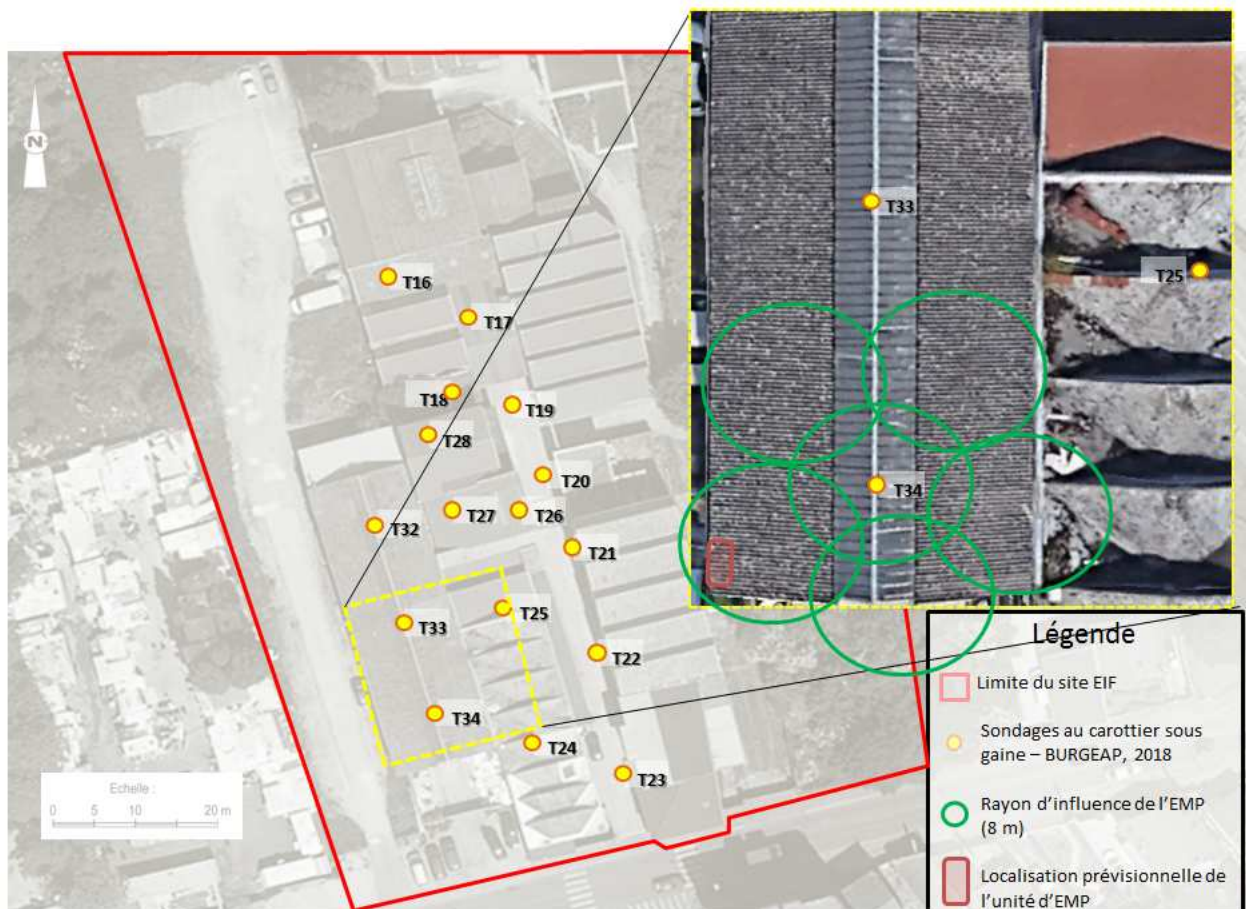 N
T33
T25
T34
T16
T17
T18
T19
T28
T20
T27
T26
T32
T21
T33
T25
T22
T34
T24
T23
Echelle :
0 5 10 20 m
Légende
Limite du site EIF
Sondages au carottier sous
gaine – BURGEAP, 2018
Rayon d’influence de l’EMP
(8 m)
Localisation prévisionnelle de
l’unité d’EMP